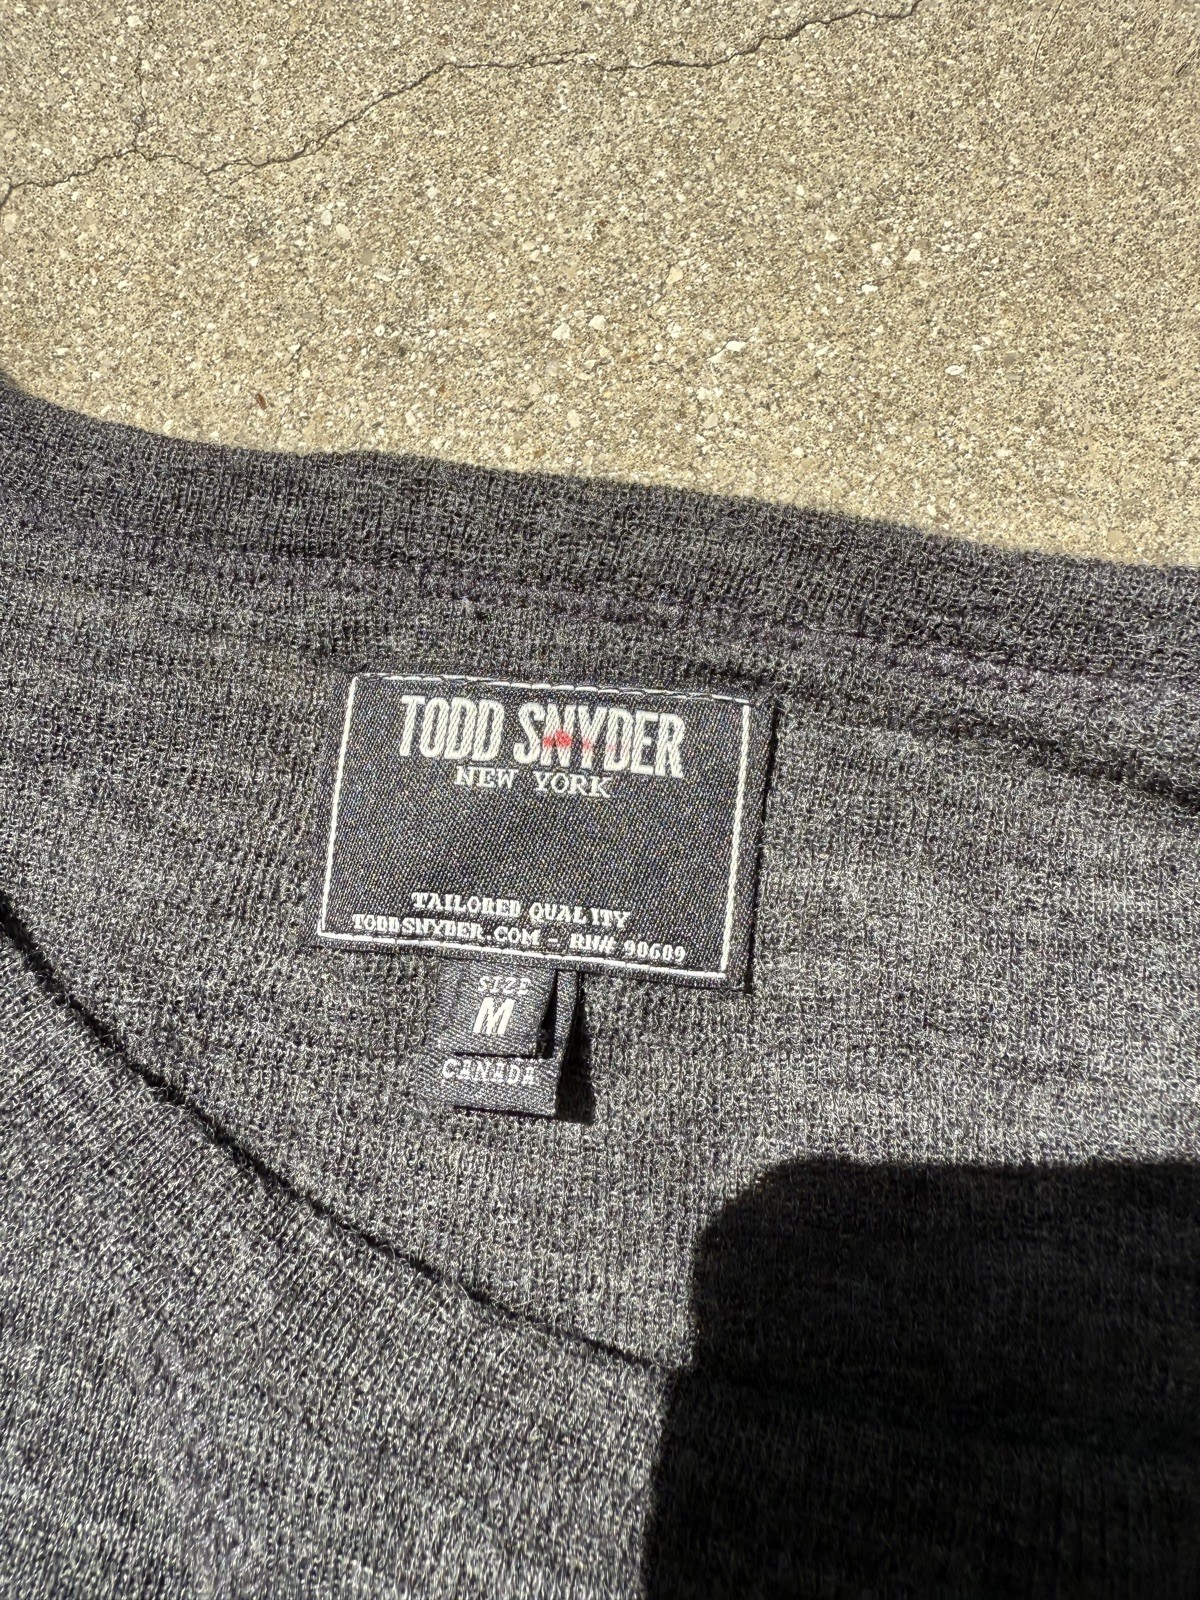 TODD SNYDER
NEW YORK
TAILORED QUALITY
TODDSNYDER.COM - RN# 90609
SIZE
M
CANADA